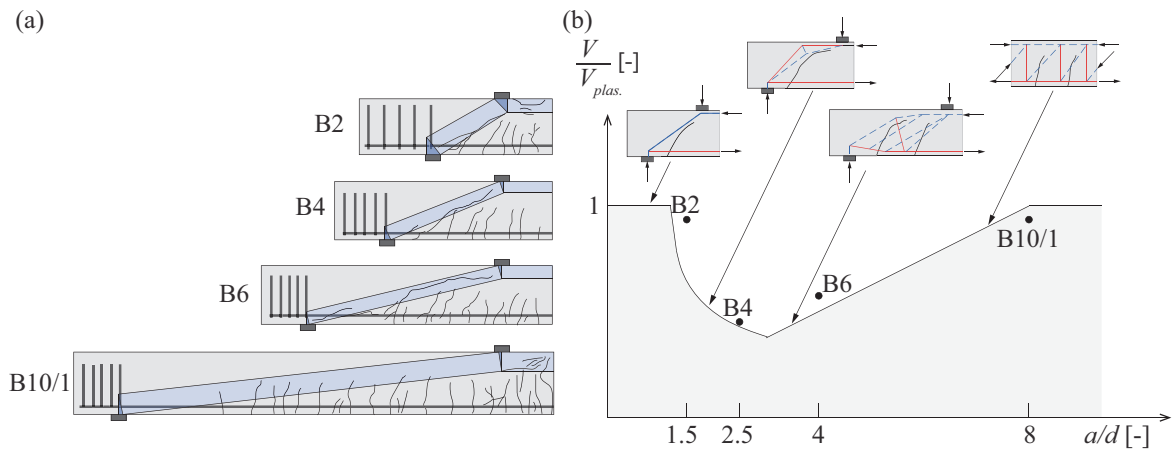 (a)
B2
B4
B6
B10/1
(b)
V
V_plas. [-]
1
B2
B4
B6
B10/1
1.5 2.5 4 8 a/d [-]